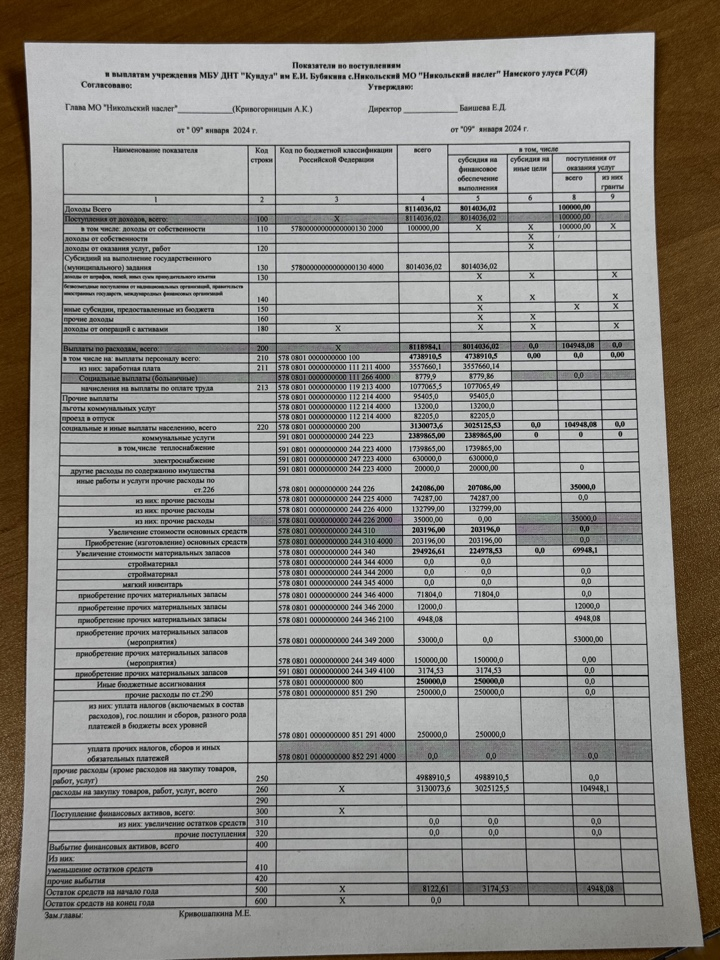 Показатели по поступлениям
и выплатам учреждения МБУ ДНТ "Кундул" им Е.И. Бубякина с.Никольский МО "Никольский наслег" Намского улуса РС(Я)
Согласовано: Утверждаю:
Глава МО "Никольский наслег"____________(Кривогорницын А.К.) Директор __________ Баишева Е.Д.
от " 09" января 2024 г. от "09" января 2024 г.
Наименование показателя Код строки Код по бюджетной классификации Российской Федерации всего в том, числе
субсидия на финансовое обеспечение выполнения субсидия на иные цели поступления от оказания услуг
всего из них гранты
1 2 3 4 5 6 8 9
Доходы Всего 8114036,02 8014036,02 100000,00
Поступления от доходов, всего: 100 X 8114036,02 8014036,02 100000,00
в том числе: доходы от собственности 110 57800000000000000130 2000 100000,00 X X 100000,00 X
доходы от собственности X
доходы от оказания услуг, работ 120 X
Субсидний на выполнение государственного (муниципального) задания 130 57800000000000000130 4000 8014036,02 8014036,02
доходы от штрафов, пеней, иных сумм принудительного изъятия 130 X X X
безвозмездные поступления от наднациональных организаций, правительств иностранных государств, международных финансовых организаций 140 X X X
иные субсидии, предоставленные из бюджета 150 X X X
прочие доходы 160 X X
доходы от операций с активами 180 X X X X
Выплаты по расходам, всего: 200 X 8118984,1 8014036,02 0,0 104948,08 0,0
в том числе на: выплаты персоналу всего: 210 578 0801 0000000000 100 4738910,5 4738910,5 0,00 0,0 0,00
из них: заработная плата 211 578 0801 0000000000 111 211 4000 3557660,1 3557660,14
Социальные выплаты (больничные) 578 0801 0000000000 111 266 4000 8779,9 8779,86 0,0
начисления на выплаты по оплате труда 213 578 0801 0000000000 119 213 4000 1077065,5 1077065,49
Прочие выплаты 578 0801 0000000000 112 214 4000 95405,0 95405,0
льготы коммунальных услуг 578 0801 0000000000 112 214 4000 13200,0 13200,0
проезд в отпуск 578 0801 0000000000 112 214 4000 82205,0 82205,0
социальные и иные выплаты населению, всего 220 578 0801 0000000000 200 3130073,6 3025125,53 0,0 104948,08 0,0
коммунальные услуги 591 0801 0000000000 244 223 2389865,00 2389865,00 0 0 0
в том,числе теплоснабжение 591 0801 0000000000 244 223 4000 1739865,00 1739865,00
электроснабжение 591 0801 0000000000 247 223 4000 630000,0 630000,0
другие расходы по содержанию имущества 591 0801 0000000000 244 223 4000 20000,0 20000,00 0
иные работы и услуги прочие расходы по ст.226 578 0801 0000000000 244 226 242086,00 207086,00 35000,0
из них: прочие расходы 578 0801 0000000000 244 225 4000 74287,00 74287,00 0,0
из них: прочие расходы 578 0801 0000000000 244 226 4000 132799,00 132799,00
из них: прочие расходы 578 0801 0000000000 244 226 2000 35000,00 0,00 35000,0
Увеличение стоимости основных средств 578 0801 0000000000 244 310 203196,00 203196,00 0,0
Приобретение (изготовление) основных средств 578 0801 0000000000 244 310 4000 203196,00 203196,00 0,0
Увеличение стоимости материальных запасов 578 0801 0000000000 244 340 294926,61 224978,53 0,0 69948,1
стройматериал 578 0801 0000000000 244 344 4000 0,0 0,0
стройматериал 578 0801 0000000000 244 344 2000 0,0 0,0 0,0
мягкий инвентарь 578 0801 0000000000 244 345 4000 0,0 0,0 0,0
приобретение прочих материальных запасы 578 0801 0000000000 244 346 4000 71804,0 71804,0 0,0
приобретение прочих материальных запасы 578 0801 0000000000 244 346 2000 12000,0 12000,0
приобретение прочих материальных запасы 578 0801 0000000000 244 346 2100 4948,08 4948,08
приобретение прочих материальных запасов (мероприятия) 578 0801 0000000000 244 349 2000 53000,0 0,0 53000,00
приобретение прочих материальных запасов (мероприятия) 578 0801 0000000000 244 349 4000 150000,00 150000,0 0,00
приобретение прочих материальных запасов 591 0801 0000000000 244 349 4100 3174,53 3174,53 0,0
Иные бюджетные ассигнования 578 0801 0000000000 800 250000,0 250000,0 0,0
прочие расходы по ст.290 578 0801 0000000000 851 290 250000,0 250000,0 0,0
из них: уплата налогов (включаемых в состав расходов), гос.пошлин и сборов, разного рода платежей в бюджеты всех уровней 578 0801 0000000000 851 291 4000 250000,0 250000,0
уплата прочих налогов, сборов и иных обязательных платежей 578 0801 0000000000 852 291 4000 0,0 0,0 0,0
прочие расходы (кроме расходов на закупку товаров, работ, услуг) 250 4988910,5 4988910,5 0,0
расходы на закупку товаров, работ, услуг, всего 260 X 3130073,6 3025125,5 104948,1
290
Поступление финансовых активов, всего: 300 X
из них: увеличение остатков средств 310 0,0 0,0 0,0
прочие поступления 320 0,0 0,0 0,0
Выбытие финансовых активов, всего 400
Из них:
уменьшение остатков средств 410
прочие выбытия 420
Остаток средств на начало года 500 X 8122,61 3174,53 4948,08
Остаток средств на конец года 600 X 0,0
Зам.главы: Кривошапкина М.Е.